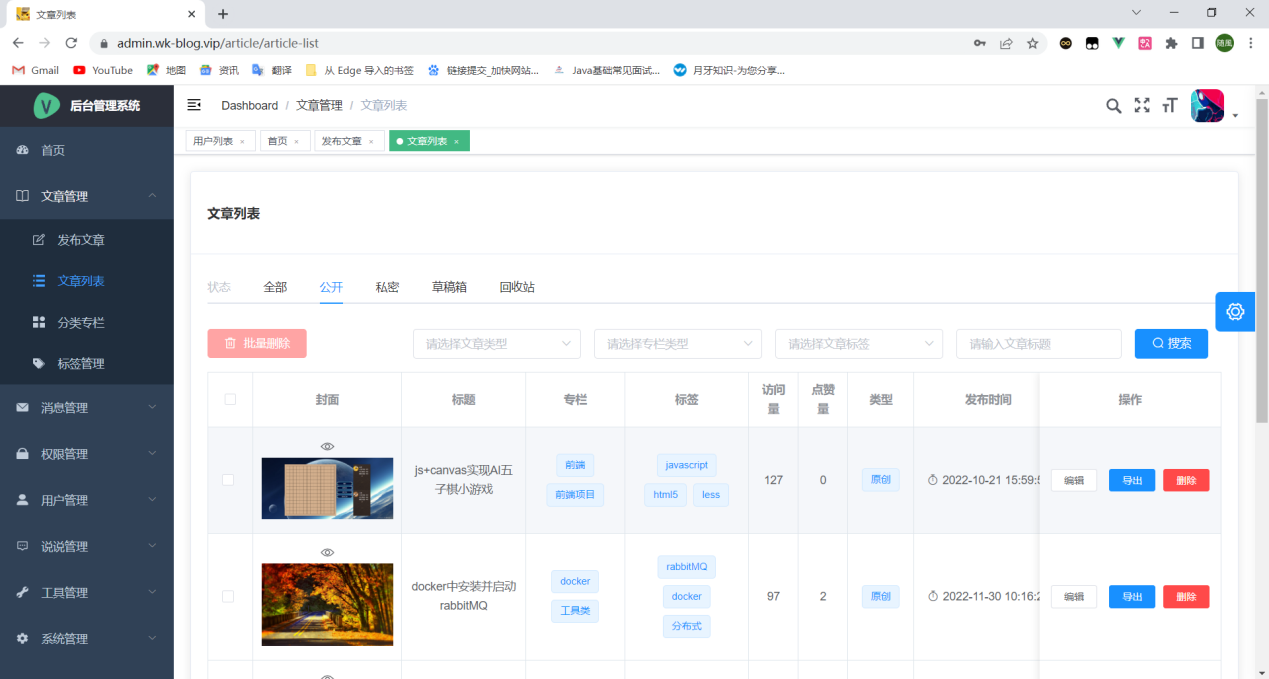 文章列表
admin.wk-blog.vip/article/article-list
随風
Gmail
YouTube
地图
资讯
翻译
从 Edge 导入的书签
链接提交_加快网站...
Java基础常见面试...
月牙知识-为您分享...
后台管理系统
Dashboard / 文章管理 / 文章列表
用户列表 ×
首页 ×
发布文章 ×
文章列表 ×
首页
文章管理
发布文章
文章列表
分类专栏
标签管理
消息管理
权限管理
用户管理
说说管理
工具管理
系统管理
文章列表
状态 全部 公开 私密 草稿箱 回收站
批量删除 请选择文章类型 请选择专栏类型 请选择文章标签 请输入文章标题 搜索
封面 标题 专栏 标签 访问量 点赞量 类型 发布时间 操作
js+canvas实现AI五
子棋小游戏
前端
前端项目
javascript
html5 less
127 0 原创 2022-10-21 15:59: 编辑 导出 删除
docker中安装并启动
rabbitMQ
docker
工具类
rabbitMQ
docker
分布式
97 2 原创 2022-11-30 10:16: 编辑 导出 删除